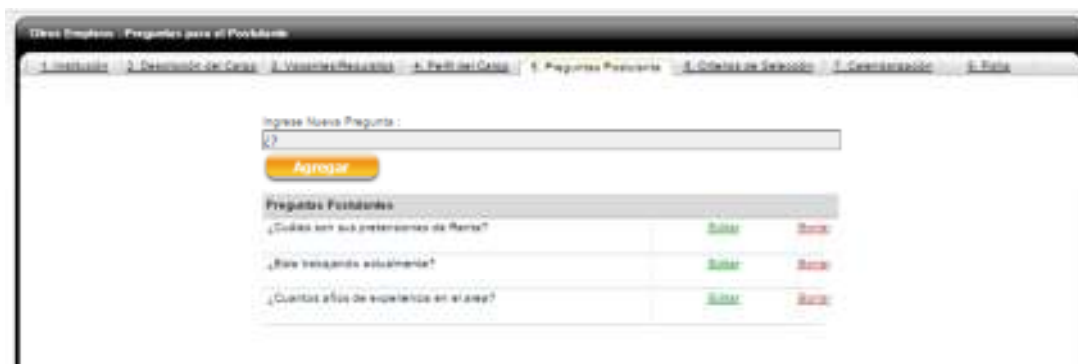 Otros Empleos : Preguntas para el Postulante
1. Institución 2. Descripción del Cargo 3. Vacantes/Requisitos 4. Perfil del Cargo 5. Preguntas Postulante 6. Criterios de Selección 7. Calendarización 8. Ficha
Ingrese Nueva Pregunta :
¿?
Agregar
Preguntas Postulantes
¿Cuáles son sus pretensiones de Renta? Editar Borrar
¿Esta trabajando actualmente? Editar Borrar
¿Cuantos años de experiencia en el area? Editar Borrar